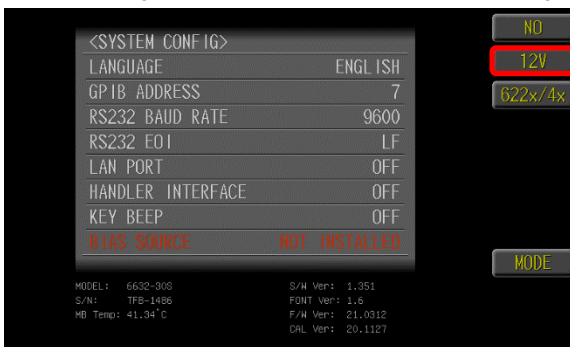 <SYSTEM CONFIG>
LANGUAGE ENGLISH
GPIB ADDRESS 7
RS232 BAUD RATE 9600
RS232 EOI LF
LAN PORT OFF
HANDLER INTERFACE OFF
KEY BEEP OFF
BIAS SOURCE NOT INSTALLED
NO
12V
622x/4x
MODE
MODEL: 6632-30S
S/N: TFB-1486
MB Temp: 41.34°C
S/W Ver: 1.351
FONT Ver: 1.6
F/W Ver: 21.0312
CAL Ver: 20.1127